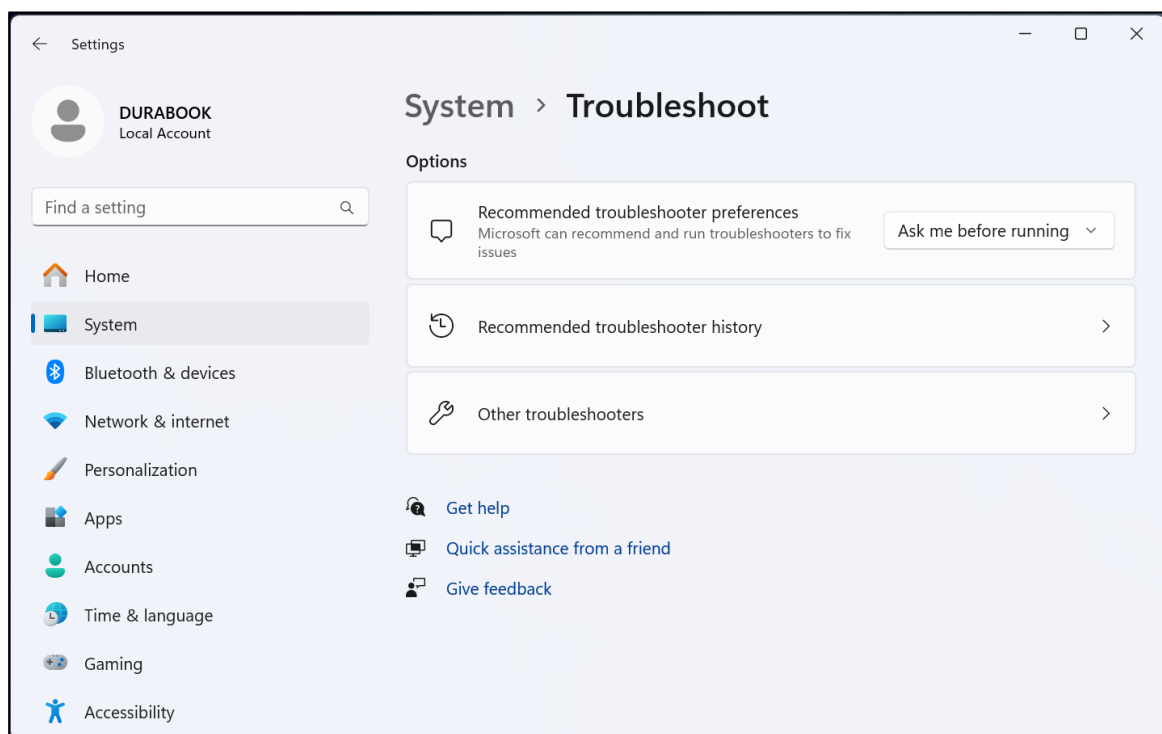 Settings
DURABOOK
Local Account
Find a setting
Home
System
Bluetooth & devices
Network & internet
Personalization
Apps
Accounts
Time & language
Gaming
Accessibility
System > Troubleshoot
Options
Recommended troubleshooter preferences
Microsoft can recommend and run troubleshooters to fix
issues
Ask me before running
Recommended troubleshooter history
Other troubleshooters
Get help
Quick assistance from a friend
Give feedback